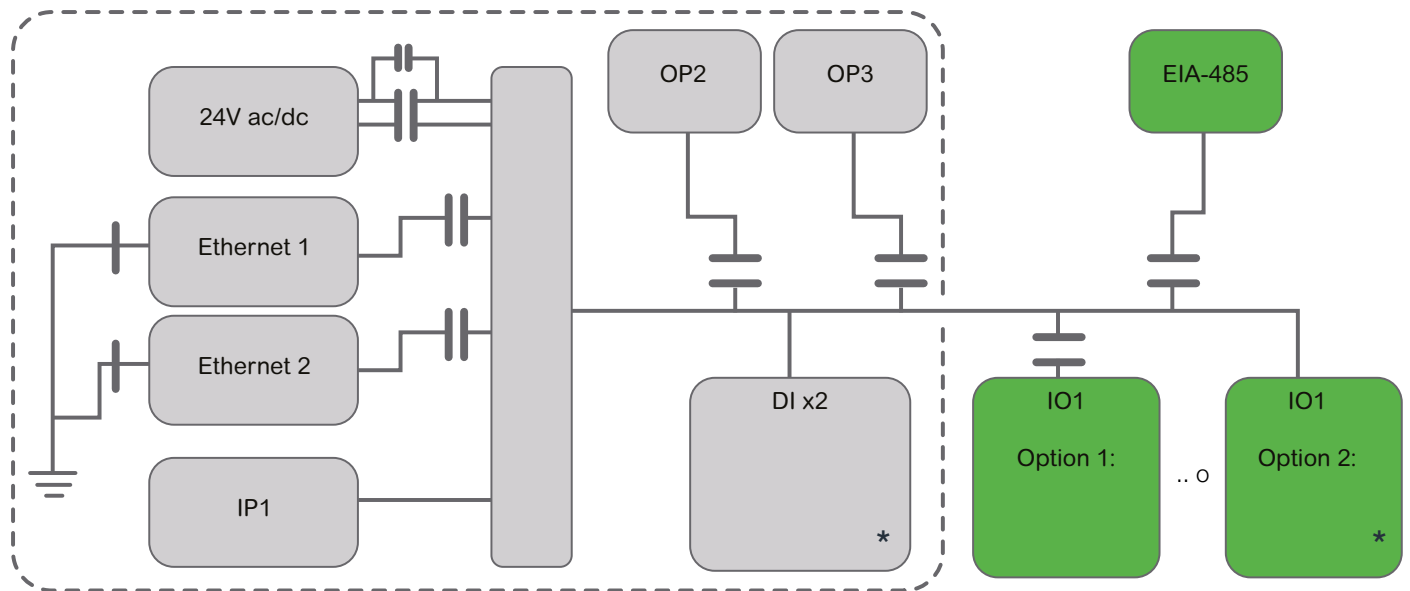 OP2
OP3
EIA-485
24V ac/dc
Ethernet 1
Ethernet 2
IP1
DI x2
*
IO1
Option 1:
.. o
IO1
Option 2:
*